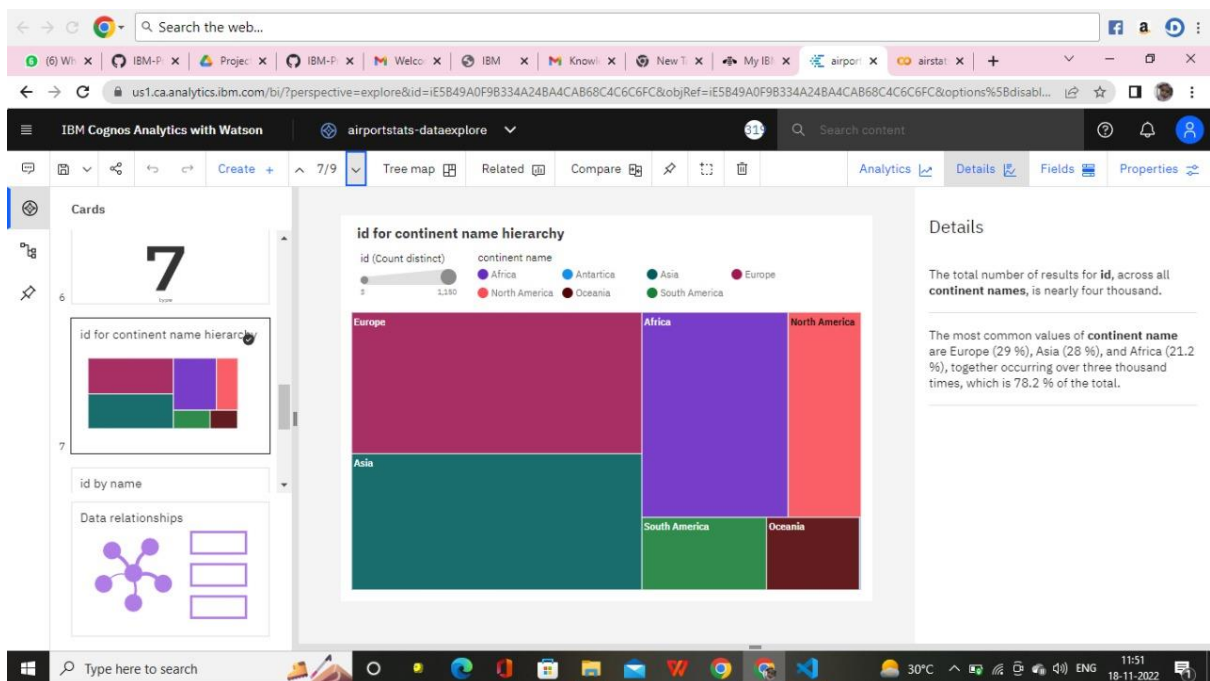 Search the web...
(6) Wh
IBM-P
Projec
IBM-P
Welco
IBM
Knowl
New T
My IB
airport
airstat
us1.ca.analytics.ibm.com/bi/?perspective=explore&id=iE5B49A0F9B334A24BA4CAB68C4C6C6FC&objRef=iE5B49A0F9B334A24BA4CAB68C4C6C6FC&options%5Bdisabl...
IBM Cognos Analytics with Watson
airportstats-dataexplore
Search content
Create +
7/9
Tree map
Related
Compare
Analytics
Details
Fields
Properties
Cards
7
6
id for continent name hierarchy
7
id by name
Data relationships
id for continent name hierarchy
id (Count distinct)
continent name
Africa
Antartica
Asia
Europe
North America
Oceania
South America
Europe
Africa
North America
Asia
South America
Oceania
Details
The total number of results for id, across all
continent names, is nearly four thousand.
The most common values of continent name
are Europe (29 %), Asia (28 %), and Africa (21.2
%), together occurring over three thousand
times, which is 78.2 % of the total.
Type here to search
30°C
ENG
11:51
18-11-2022